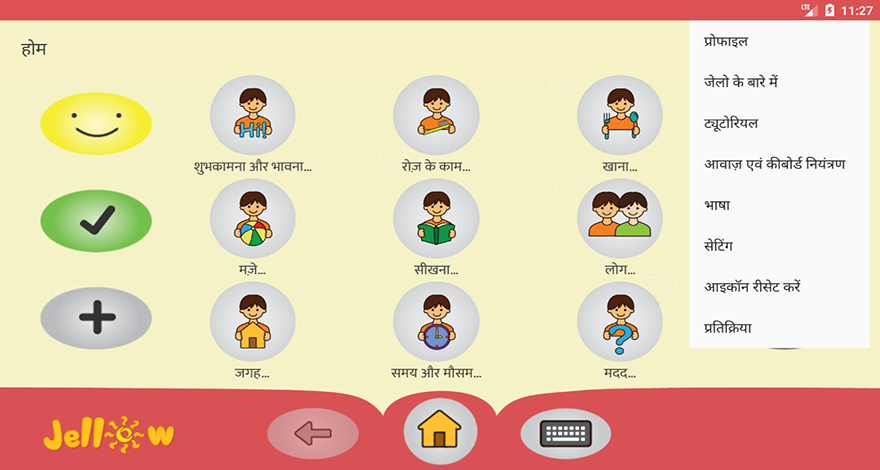 LTE 11:27
होम
प्रोफाइल
जेलो के बारे में
ट्यूटोरियल
आवाज़ एवं कीबोर्ड नियंत्रण
भाषा
सेटिंग
आइकॉन रीसेट करें
प्रतिक्रिया
Hi!
शुभकामना और भावना...
रोज़ के काम...
खाना...
मज़े...
सीखना...
लोग...
जगह...
समय और मौसम...
?
मदद...
Jellow